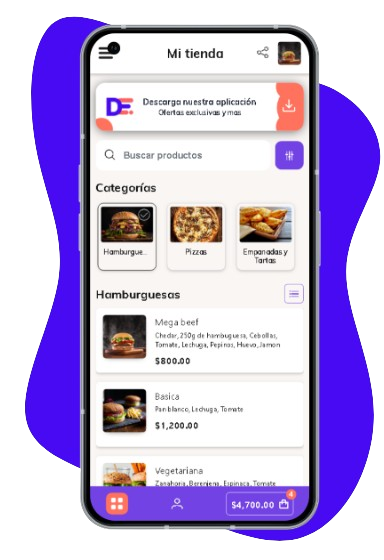 Mi tienda
DE
Descarga nuestra aplicación
Ofertas exclusivas y mas
Buscar productos
Categorías
Hamburgue...
Pizzas
Empanadas y
Tartas
Hamburguesas
Mega beef
Chedar, 250g de hambuguesa, Cebollas,
Tomate, Lechuga, Pepinos, Huevo, Jamon
$800.00
Basica
Pan blanco, Lechuga, Tomate
$1,200.00
Vegetariana
Zanahoria, Berenjena, Espinaca, Tomate
$4,700.00
4